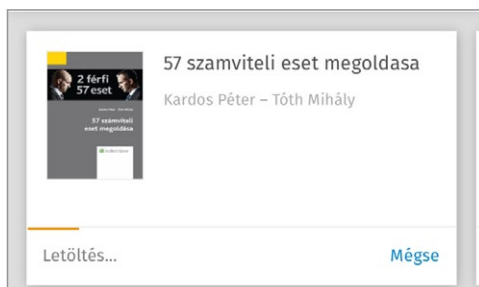 57 szamviteli eset megoldasa
Kardos Péter – Tóth Mihály
2 férfi
57 eset
57 számviteli
eset megoldása
Letöltés...
Mégse